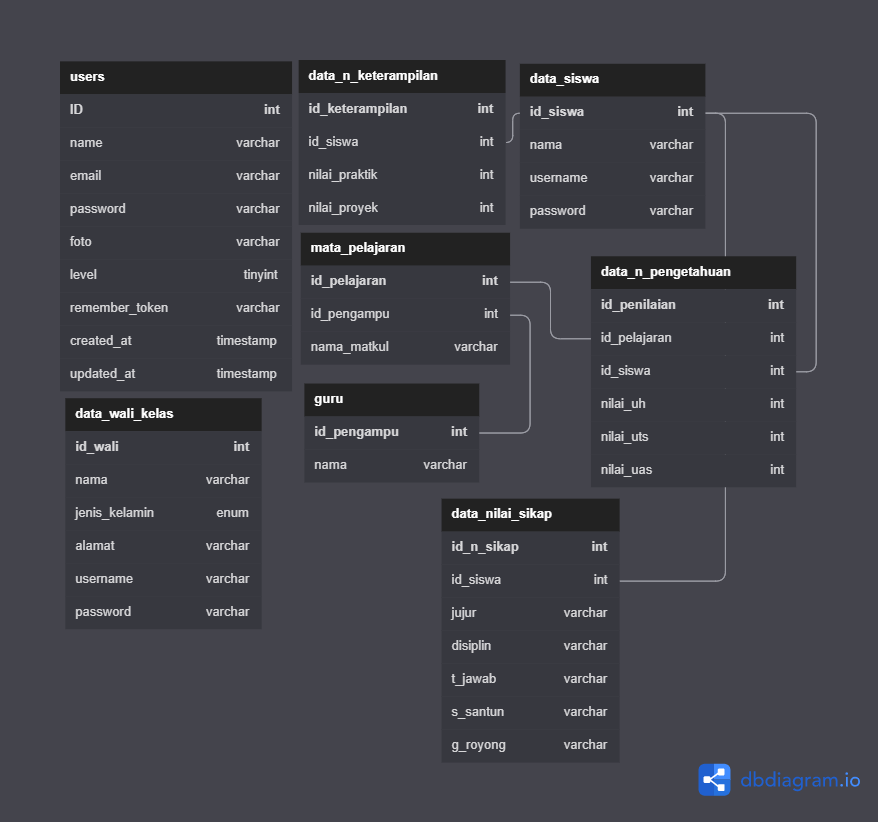 users
ID int
name varchar
email varchar
password varchar
foto varchar
level tinyint
remember_token varchar
created_at timestamp
updated_at timestamp
data_n_keterampilan
id_keterampilan int
id_siswa int
nilai_praktik int
nilai_proyek int
data_siswa
id_siswa int
nama varchar
username varchar
password varchar
mata_pelajaran
id_pelajaran int
id_pengampu int
nama_matkul varchar
data_n_pengetahuan
id_penilaian int
id_pelajaran int
id_siswa int
nilai_uh int
nilai_uts int
nilai_uas int
guru
id_pengampu int
nama varchar
data_wali_kelas
id_wali int
nama varchar
jenis_kelamin enum
alamat varchar
username varchar
password varchar
data_nilai_sikap
id_n_sikap int
id_siswa int
jujur varchar
disiplin varchar
t_jawab varchar
s_santun varchar
g_royong varchar
dbdiagram.io